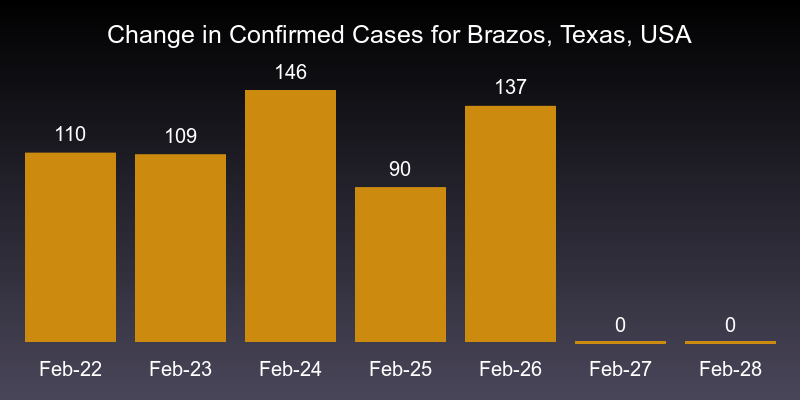 Change in Confirmed Cases for Brazos, Texas, USA
110
109
146
90
137
0
0
Feb-22
Feb-23
Feb-24
Feb-25
Feb-26
Feb-27
Feb-28